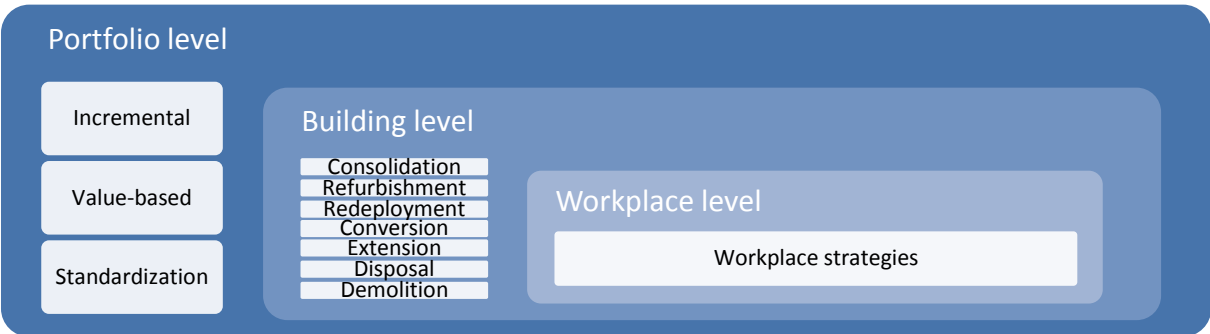 Portfolio level
Incremental
Value-based
Standardization
Building level
Consolidation
Refurbishment
Redeployment
Conversion
Extension
Disposal
Demolition
Workplace level
Workplace strategies